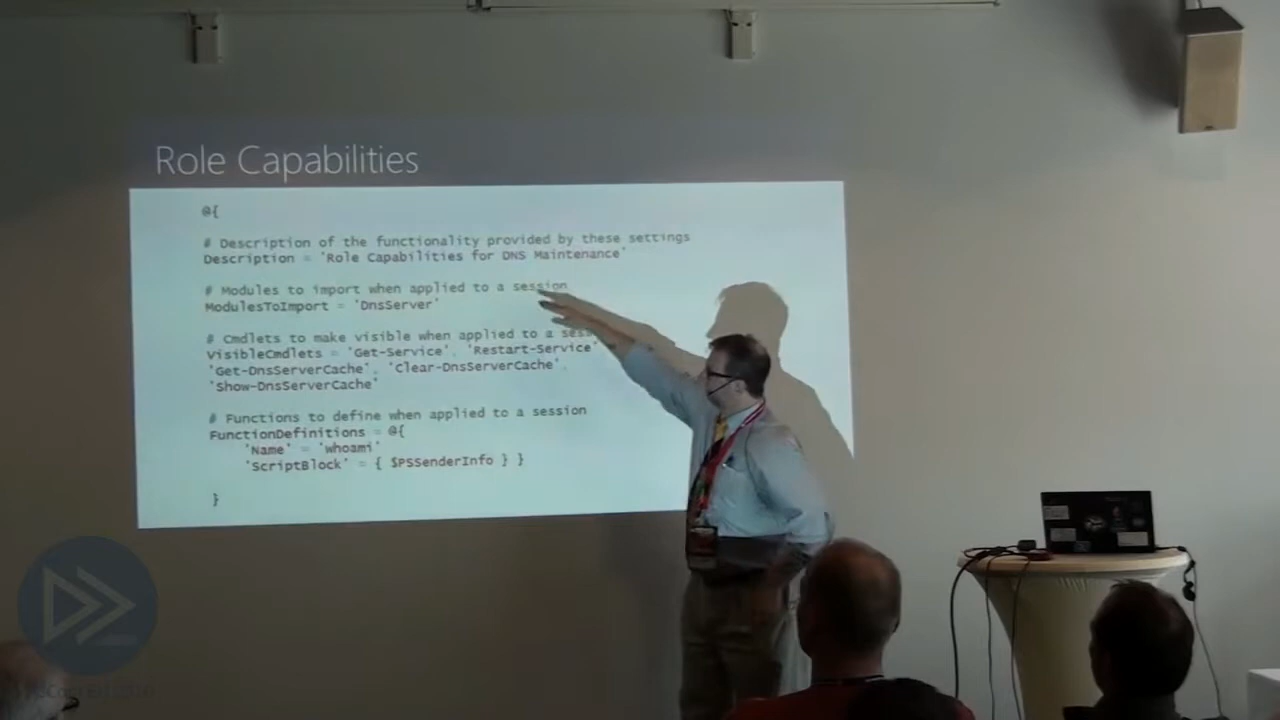 Role Capabilities
@{
# Description of the functionality provided by these settings
Description = 'Role Capabilities for DNS Maintenance'
# Modules to import when applied to a session
ModulesToImport = 'DnsServer'
# Cmdlets to make visible when applied to a sess
VisibleCmdlets = 'Get-Service', 'Restart-Service'
'Get-DnsServerCache', 'Clear-DnsServerCache',
'Show-DnsServerCache'
# Functions to define when applied to a session
FunctionDefinitions = @{
'Name' = 'whoami'
'ScriptBlock' = { $PSSenderInfo } }
}